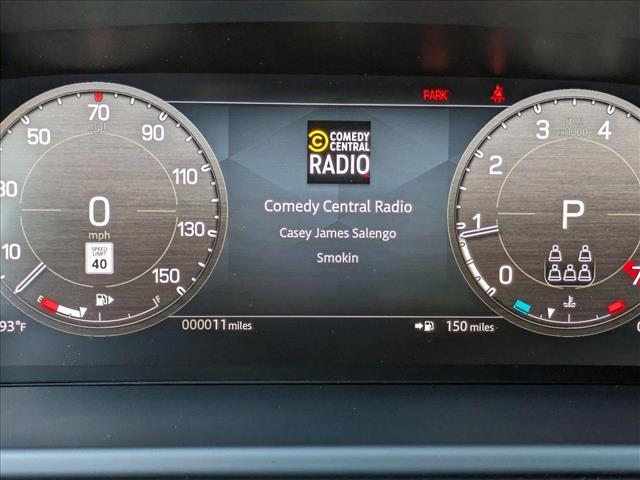 PARK
50
70
mph
90
30
110
0
mph
130
10
SPEED
LIMIT
40
150
E
F
93°F
000011 miles
COMEDY
CENTRAL
RADIO
Comedy Central Radio
Casey James Salengo
Smokin
150 miles
3
4
x1000
2
1
P
0
7